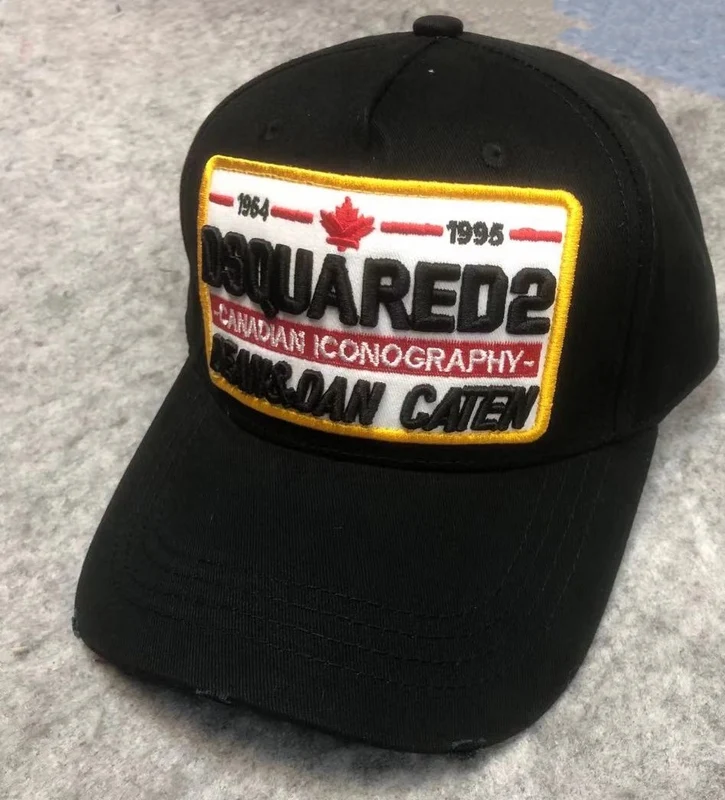 1964 1995
DSQUARED2
~CANADIAN ICONOGRAPHY~
DEAN&DAN CATEN